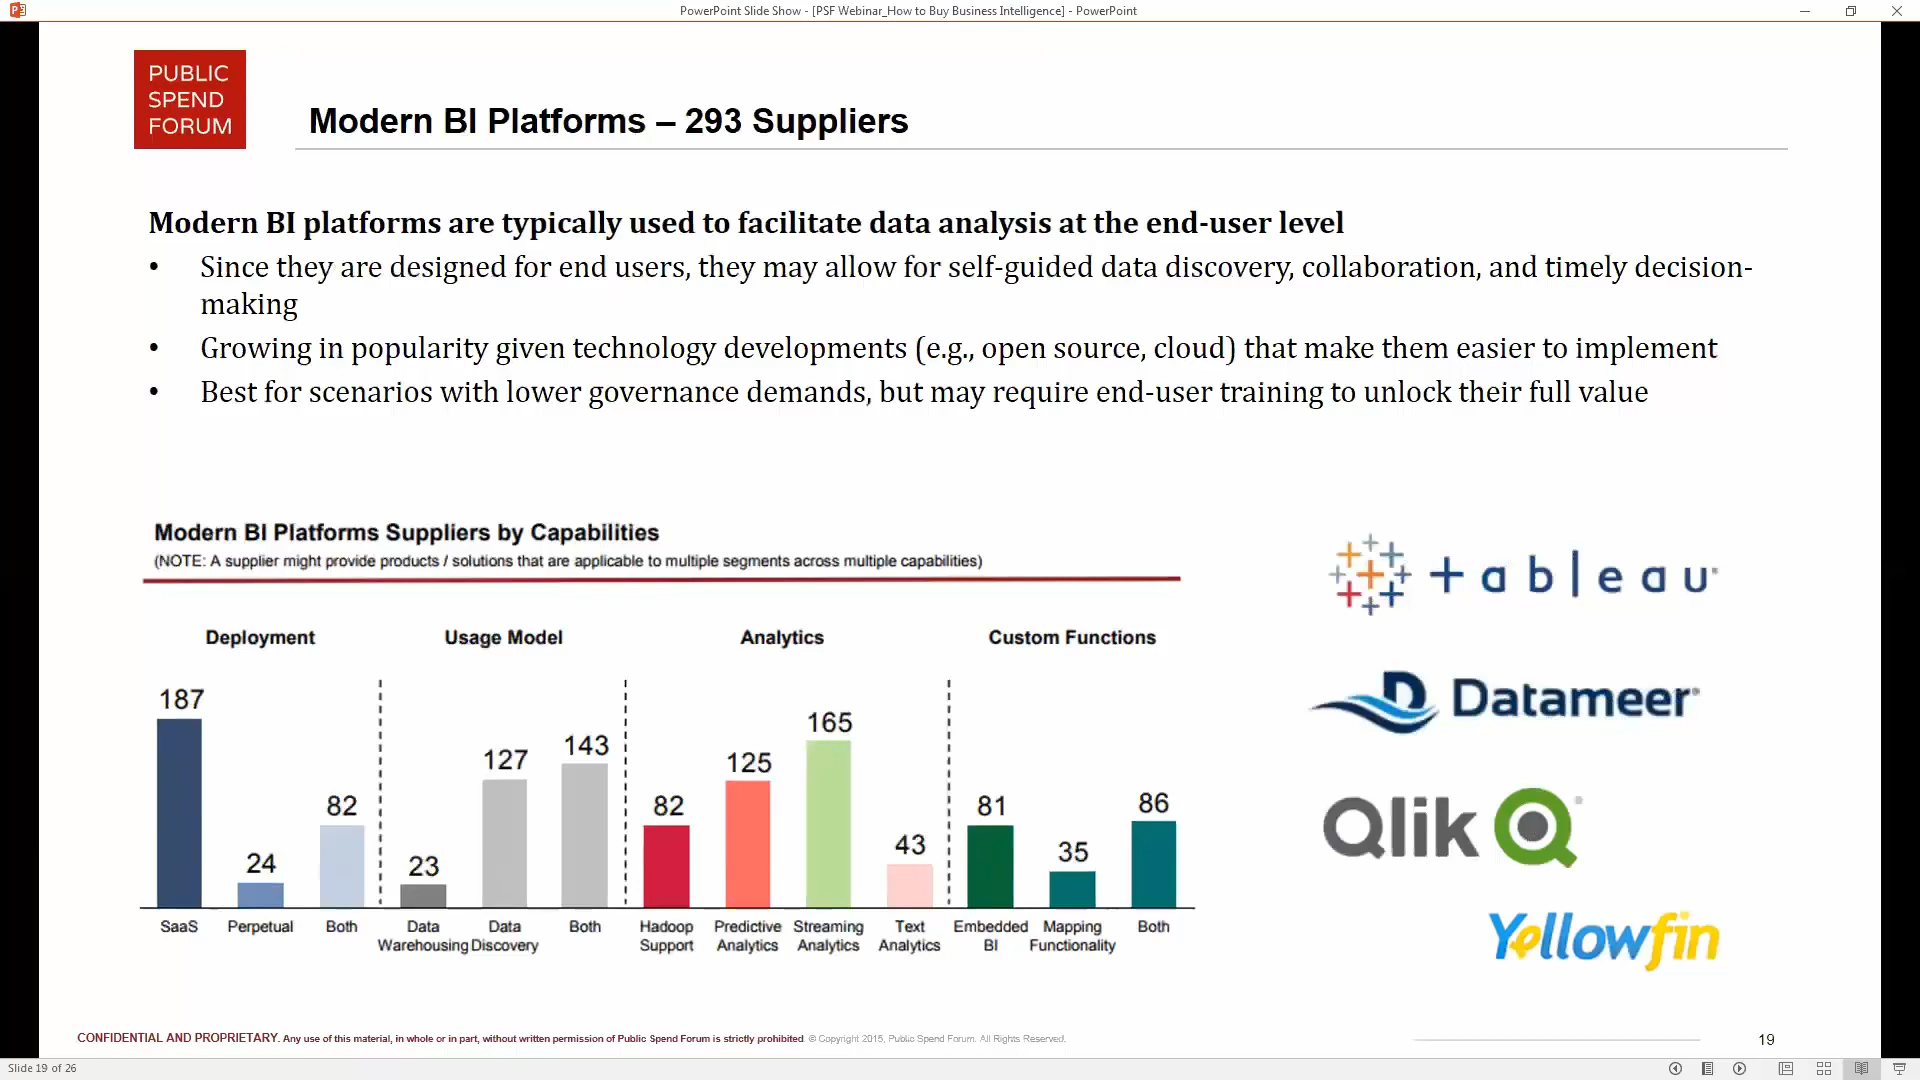 PowerPoint Slide Show - [PSF Webinar_How to Buy Business Intelligence] - PowerPoint
PUBLIC
SPEND
FORUM
Modern BI Platforms – 293 Suppliers
Modern BI platforms are typically used to facilitate data analysis at the end-user level
• Since they are designed for end users, they may allow for self-guided data discovery, collaboration, and timely decision-
making
• Growing in popularity given technology developments (e.g., open source, cloud) that make them easier to implement
• Best for scenarios with lower governance demands, but may require end-user training to unlock their full value
Modern BI Platforms Suppliers by Capabilities
(NOTE: A supplier might provide products / solutions that are applicable to multiple segments across multiple capabilities)
Deployment
187
24
82
SaaS
Perpetual
Both
Usage Model
23
127
143
Data
Warehousing
Data
Discovery
Both
Analytics
82
125
165
43
Hadoop
Support
Predictive
Analytics
Streaming
Analytics
Text
Analytics
Custom Functions
81
35
86
Embedded
BI
Mapping
Functionality
Both
+ableau
Datameer
Qlik
Yellowfin
CONFIDENTIAL AND PROPRIETARY. Any use of this material, in whole or in part, without written permission of Public Spend Forum is strictly prohibited. © Copyright 2015, Public Spend Forum. All Rights Reserved.
19
Slide 19 of 26